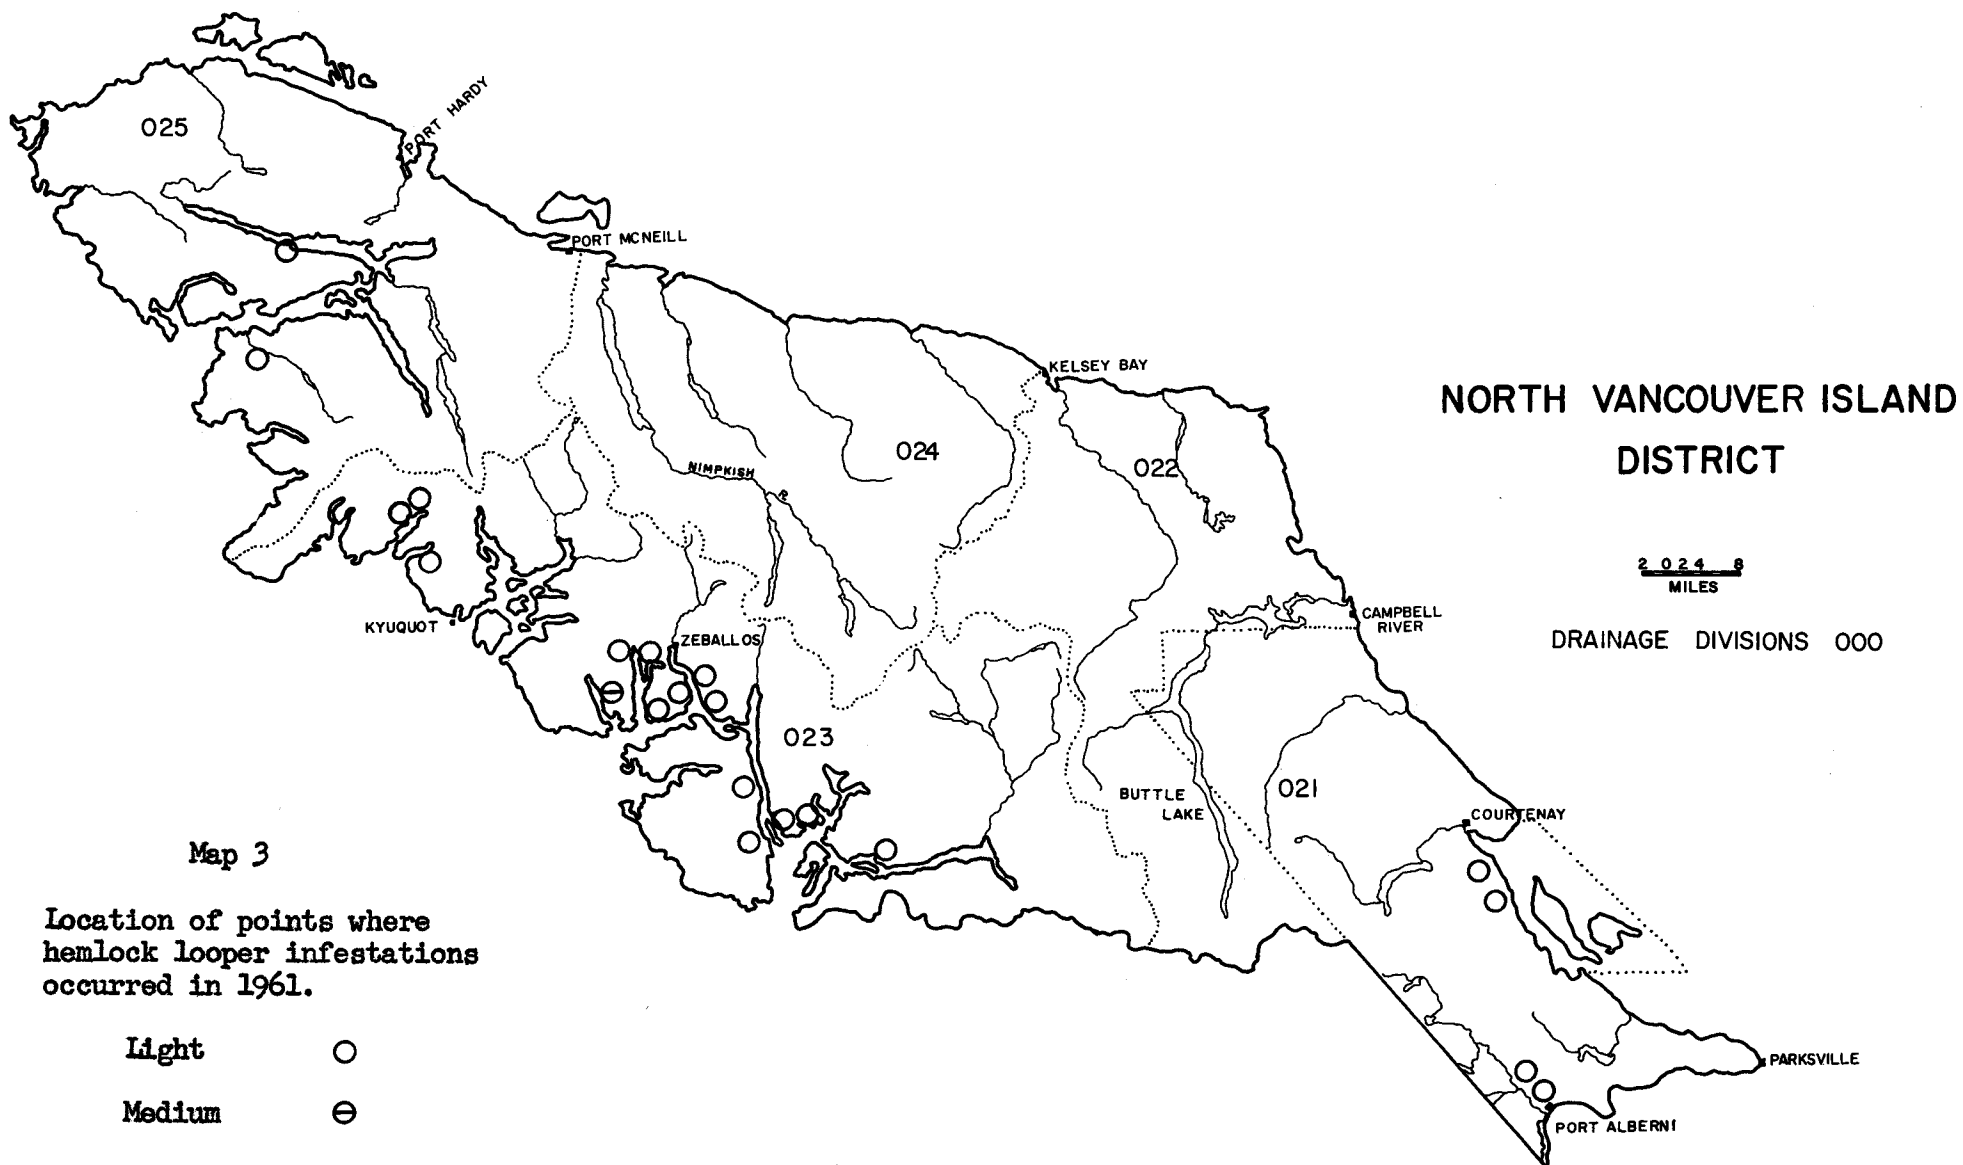 025
PORT HARDY
PORT MCNEILL
KELSEY BAY
NORTH VANCOUVER ISLAND
DISTRICT
024
022
NIMPKISH
R.
2 0 2 4 8
MILES
CAMPBELL
RIVER
KYUQUOT
ZEBALLOS
DRAINAGE DIVISIONS 000
023
BUTTLE
LAKE
021
COURTENAY
Map 3
Location of points where
hemlock looper infestations
occurred in 1961.
Light
Medium
PARKSVILLE
PORT ALBERNI